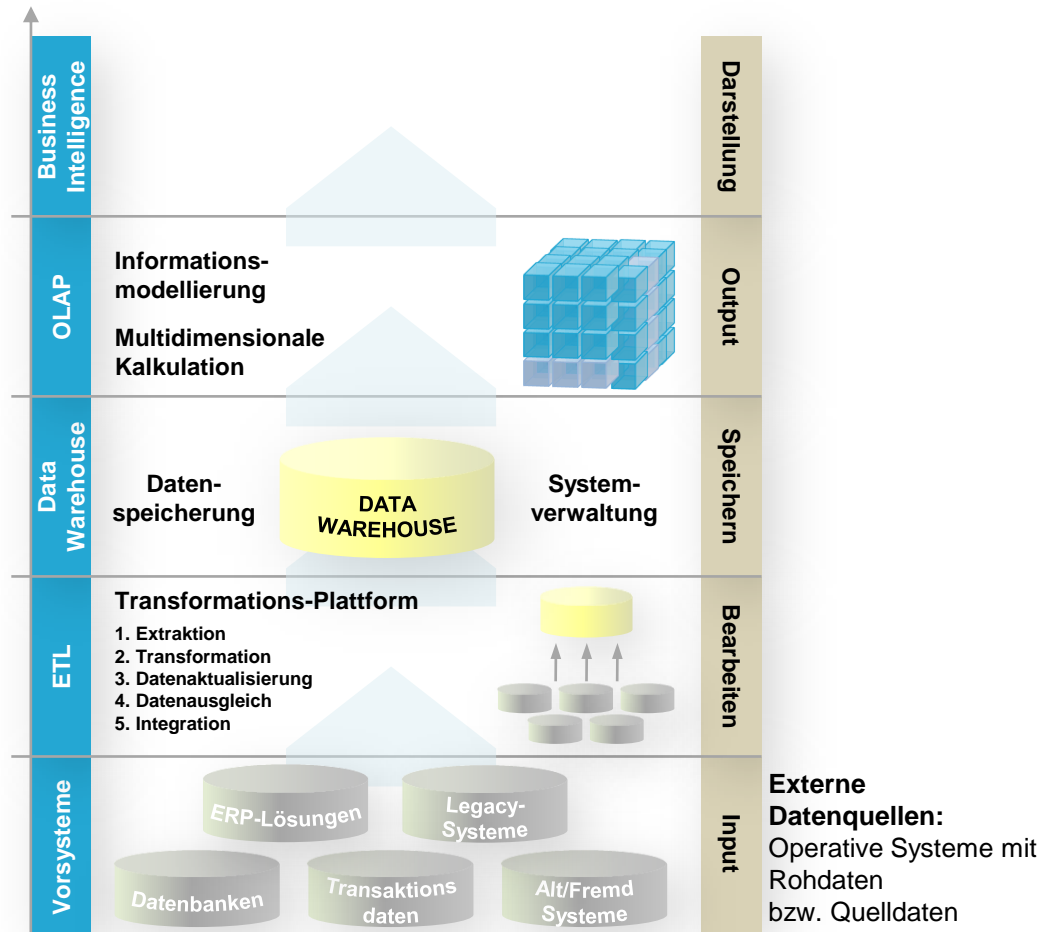 Business
Intelligence
Darstellung
OLAP
Informations-
modellierung
Multidimensionale
Kalkulation
Output
Data
Warehouse
Daten-
speicherung
DATA
WAREHOUSE
System-
verwaltung
Speichern
ETL
Transformations-Plattform
1. Extraktion
2. Transformation
3. Datenaktualisierung
4. Datenausgleich
5. Integration
Bearbeiten
Vorsysteme
ERP-Lösungen
Legacy-
Systeme
Datenbanken
Transaktions
daten
Alt/Fremd
Systeme
Input
Externe
Datenquellen:
Operative Systeme mit
Rohdaten
bzw. Quelldaten